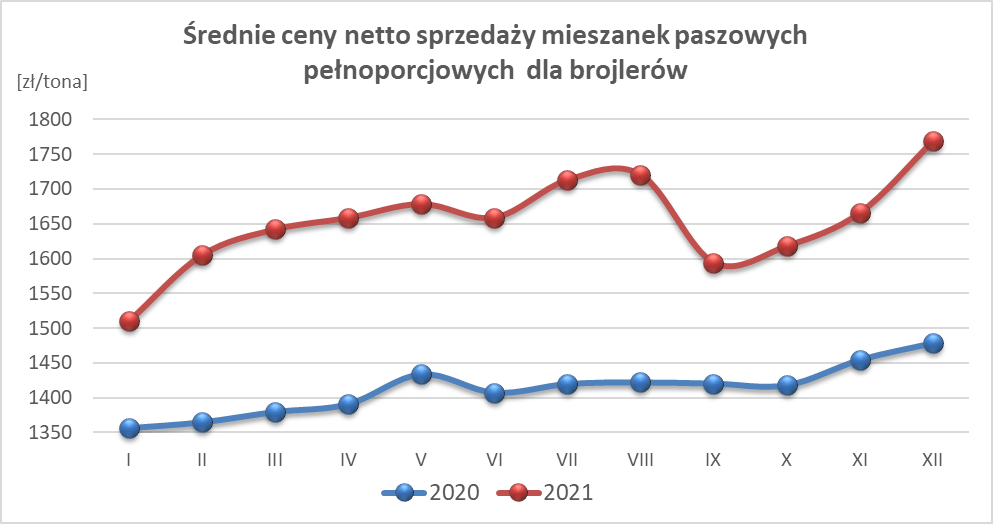 Średnie ceny netto sprzedaży mieszanek paszowych
pełnoporcjowych dla brojlerów
[zł/tona]
1800
1750
1700
1650
1600
1550
1500
1450
1400
1350
I II III IV V VI VII VIII IX X XI XII
2020 2021